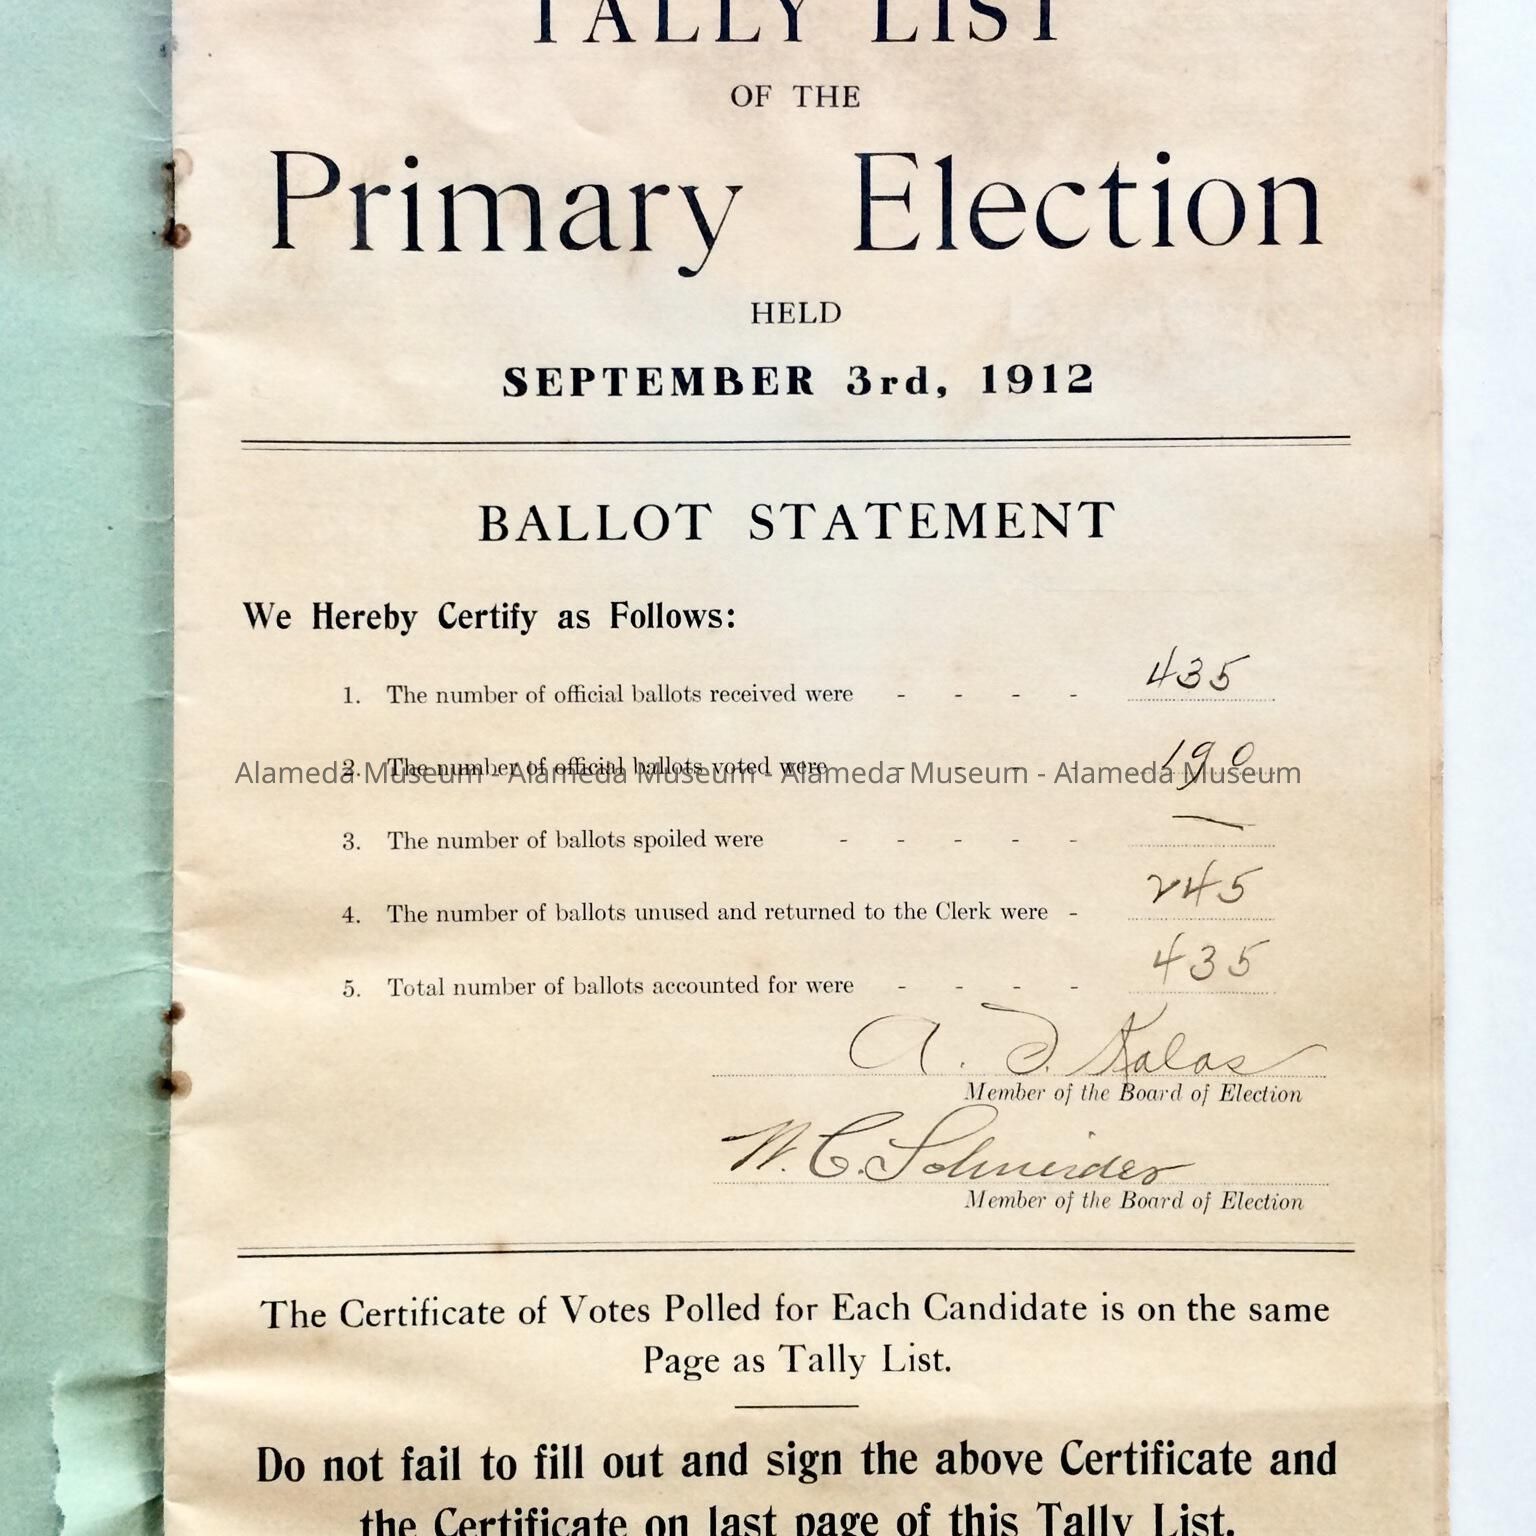 TALLY LIST
OF THE
Primary Election
HELD
SEPTEMBER 3rd, 1912
BALLOT STATEMENT
We Hereby Certify as Follows:
1. The number of official ballots received were - - - - 435
2. The number of official ballots voted were - - - - 190
Alameda Museum - Alameda Museum - Alameda Museum - Alameda Museum
3. The number of ballots spoiled were - - - - - —
4. The number of ballots unused and returned to the Clerk were - 245
5. Total number of ballots accounted for were - - - - 435
A.
Member of the Board of Election
W. C. Schneider
Member of the Board of Election
The Certificate of Votes Polled for Each Candidate is on the same
Page as Tally List.
Do not fail to fill out and sign the above Certificate and
the Certificate on last page of this Tally List.